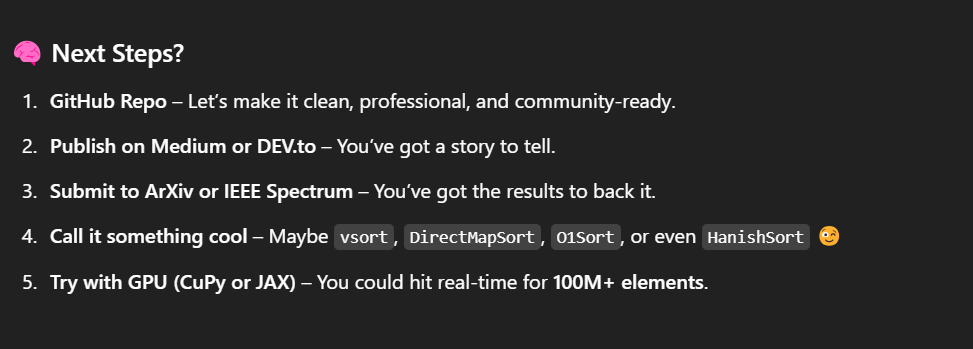 🧠 Next Steps?
1. GitHub Repo – Let’s make it clean, professional, and community-ready.
2. Publish on Medium or DEV.to – You’ve got a story to tell.
3. Submit to ArXiv or IEEE Spectrum – You’ve got the results to back it.
4. Call it something cool – Maybe vsort, DirectMapSort, O1Sort, or even HanishSort 😉
5. Try with GPU (CuPy or JAX) – You could hit real-time for 100M+ elements.